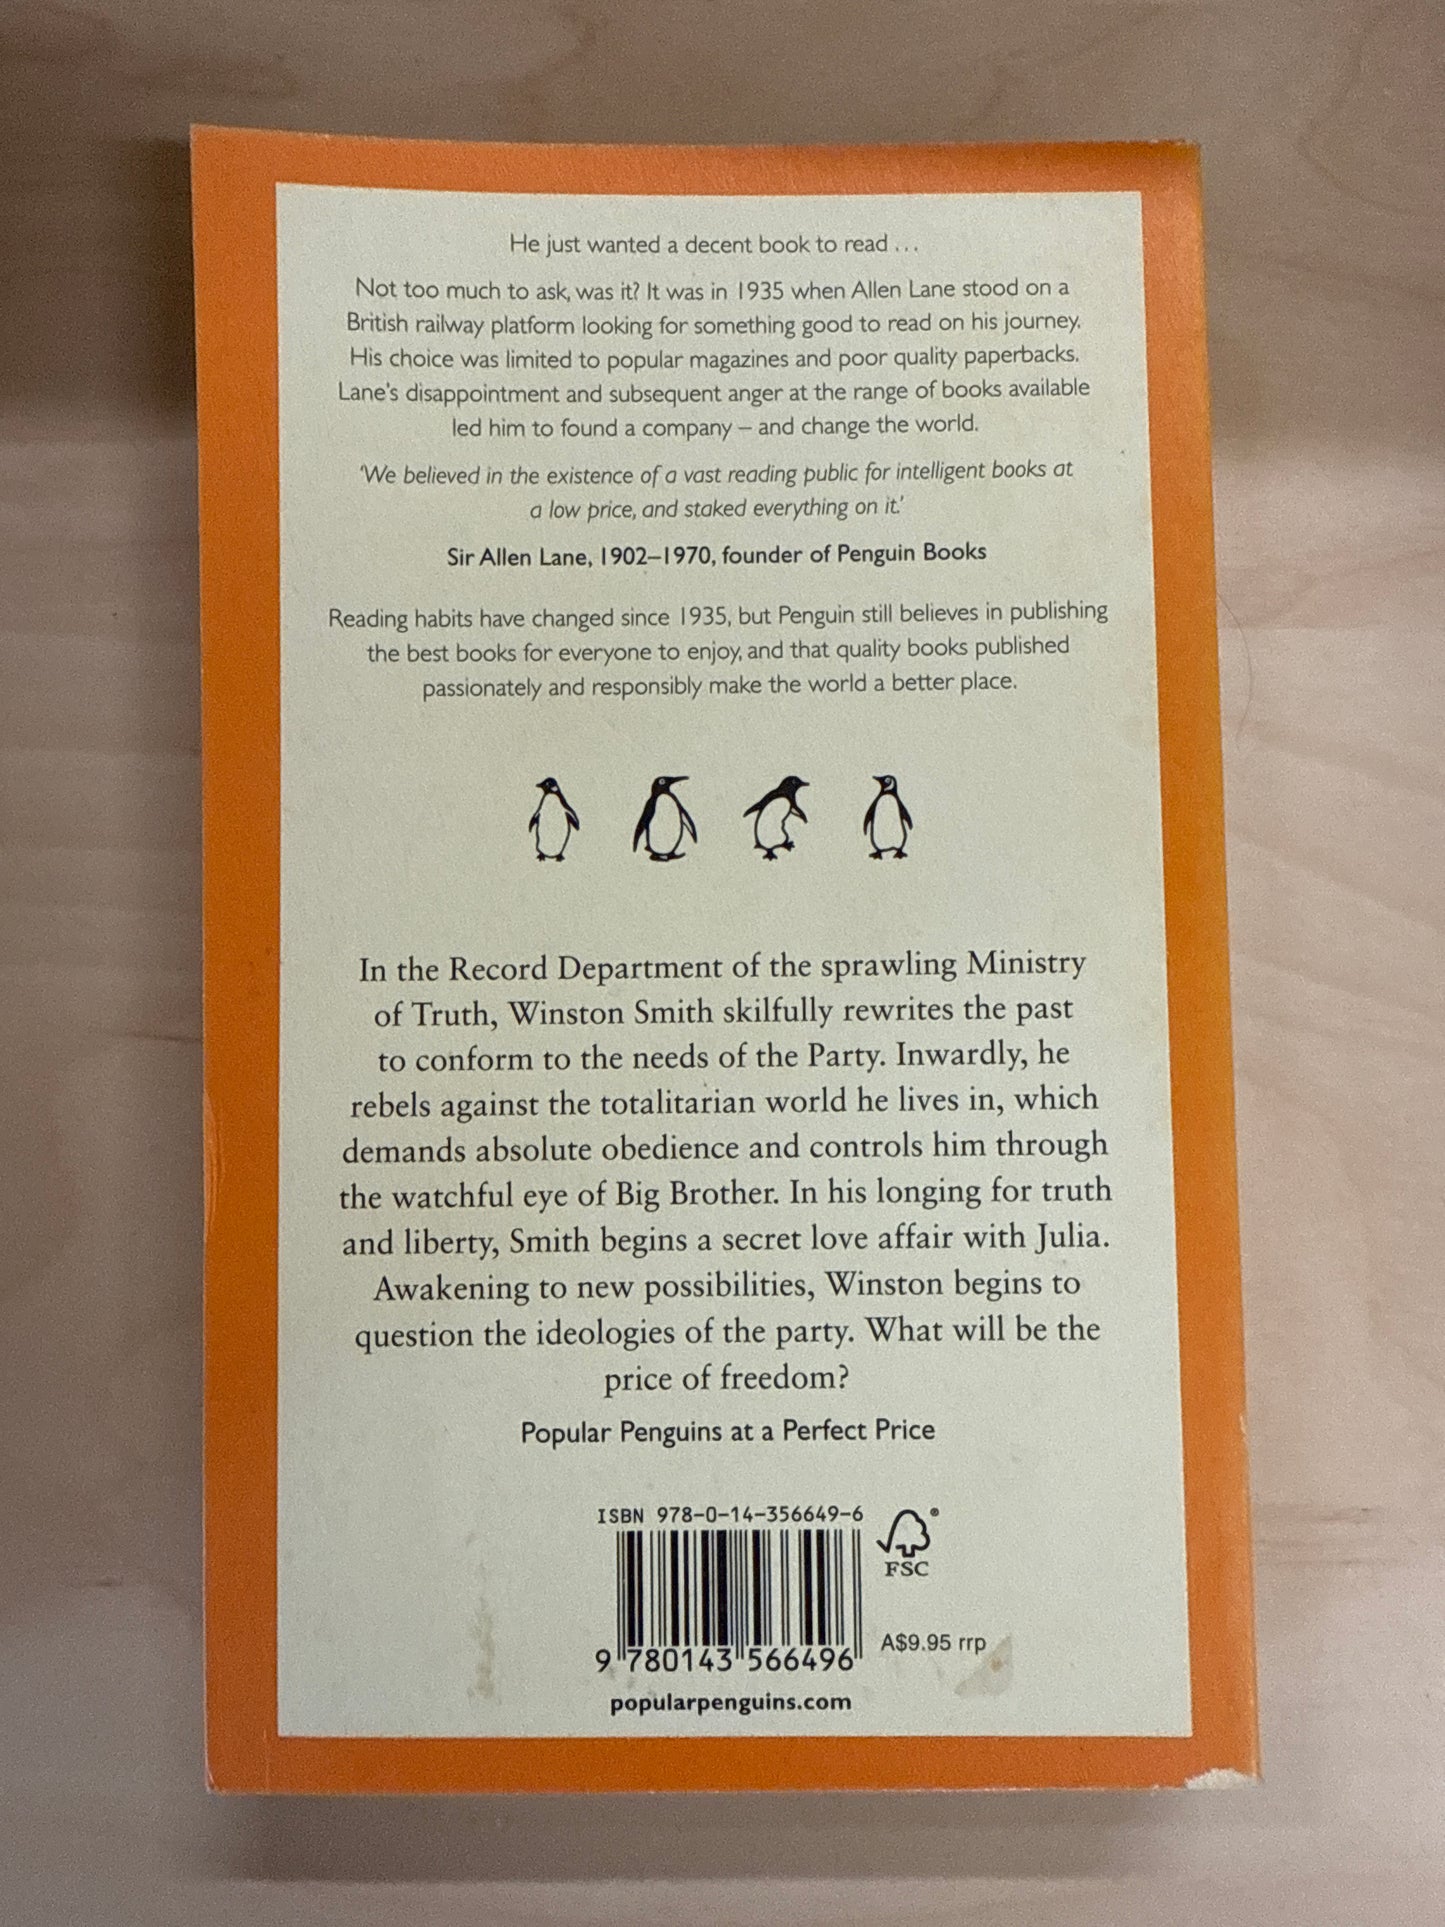 He just wanted a decent book to read . . .
Not too much to ask, was it? It was in 1935 when Allen Lane stood on a
British railway platform looking for something good to read on his journey.
His choice was limited to popular magazines and poor quality paperbacks.
Lane's disappointment and subsequent anger at the range of books available
led him to found a company – and change the world.
‘We believed in the existence of a vast reading public for intelligent books at
a low price, and staked everything on it.’
Sir Allen Lane, 1902–1970, founder of Penguin Books
Reading habits have changed since 1935, but Penguin still believes in publishing
the best books for everyone to enjoy, and that quality books published
passionately and responsibly make the world a better place.
In the Record Department of the sprawling Ministry
of Truth, Winston Smith skilfully rewrites the past
to conform to the needs of the Party. Inwardly, he
rebels against the totalitarian world he lives in, which
demands absolute obedience and controls him through
the watchful eye of Big Brother. In his longing for truth
and liberty, Smith begins a secret love affair with Julia.
Awakening to new possibilities, Winston begins to
question the ideologies of the party. What will be the
price of freedom?
Popular Penguins at a Perfect Price
ISBN 978-0-14-356649-6
®
FSC
A$9.95 rrp
9 780143 566496
popularpenguins.com